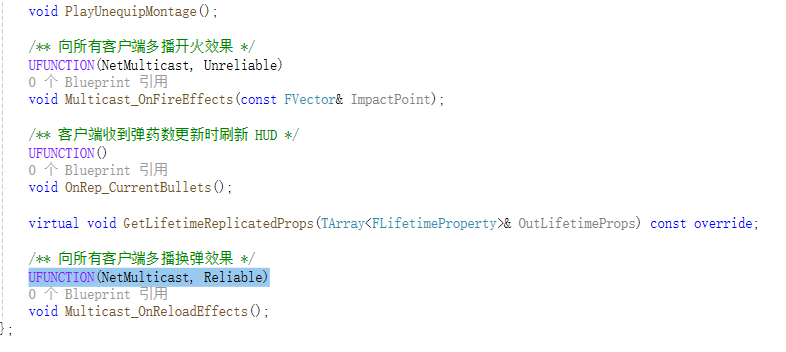 void PlayUnequipMontage();
/** 向所有客户端多播开火效果 */
UFUNCTION(NetMulticast, Unreliable)
0 个 Blueprint 引用
void Multicast_OnFireEffects(const FVector& ImpactPoint);
/** 客户端收到弹药数更新时刷新 HUD */
UFUNCTION()
0 个 Blueprint 引用
void OnRep_CurrentBullets();
virtual void GetLifetimeReplicatedProps(TArray<FLifetimeProperty>& OutLifetimeProps) const override;
/** 向所有客户端多播换弹效果 */
UFUNCTION(NetMulticast, Reliable)
0 个 Blueprint 引用
void Multicast_OnReloadEffects();
};